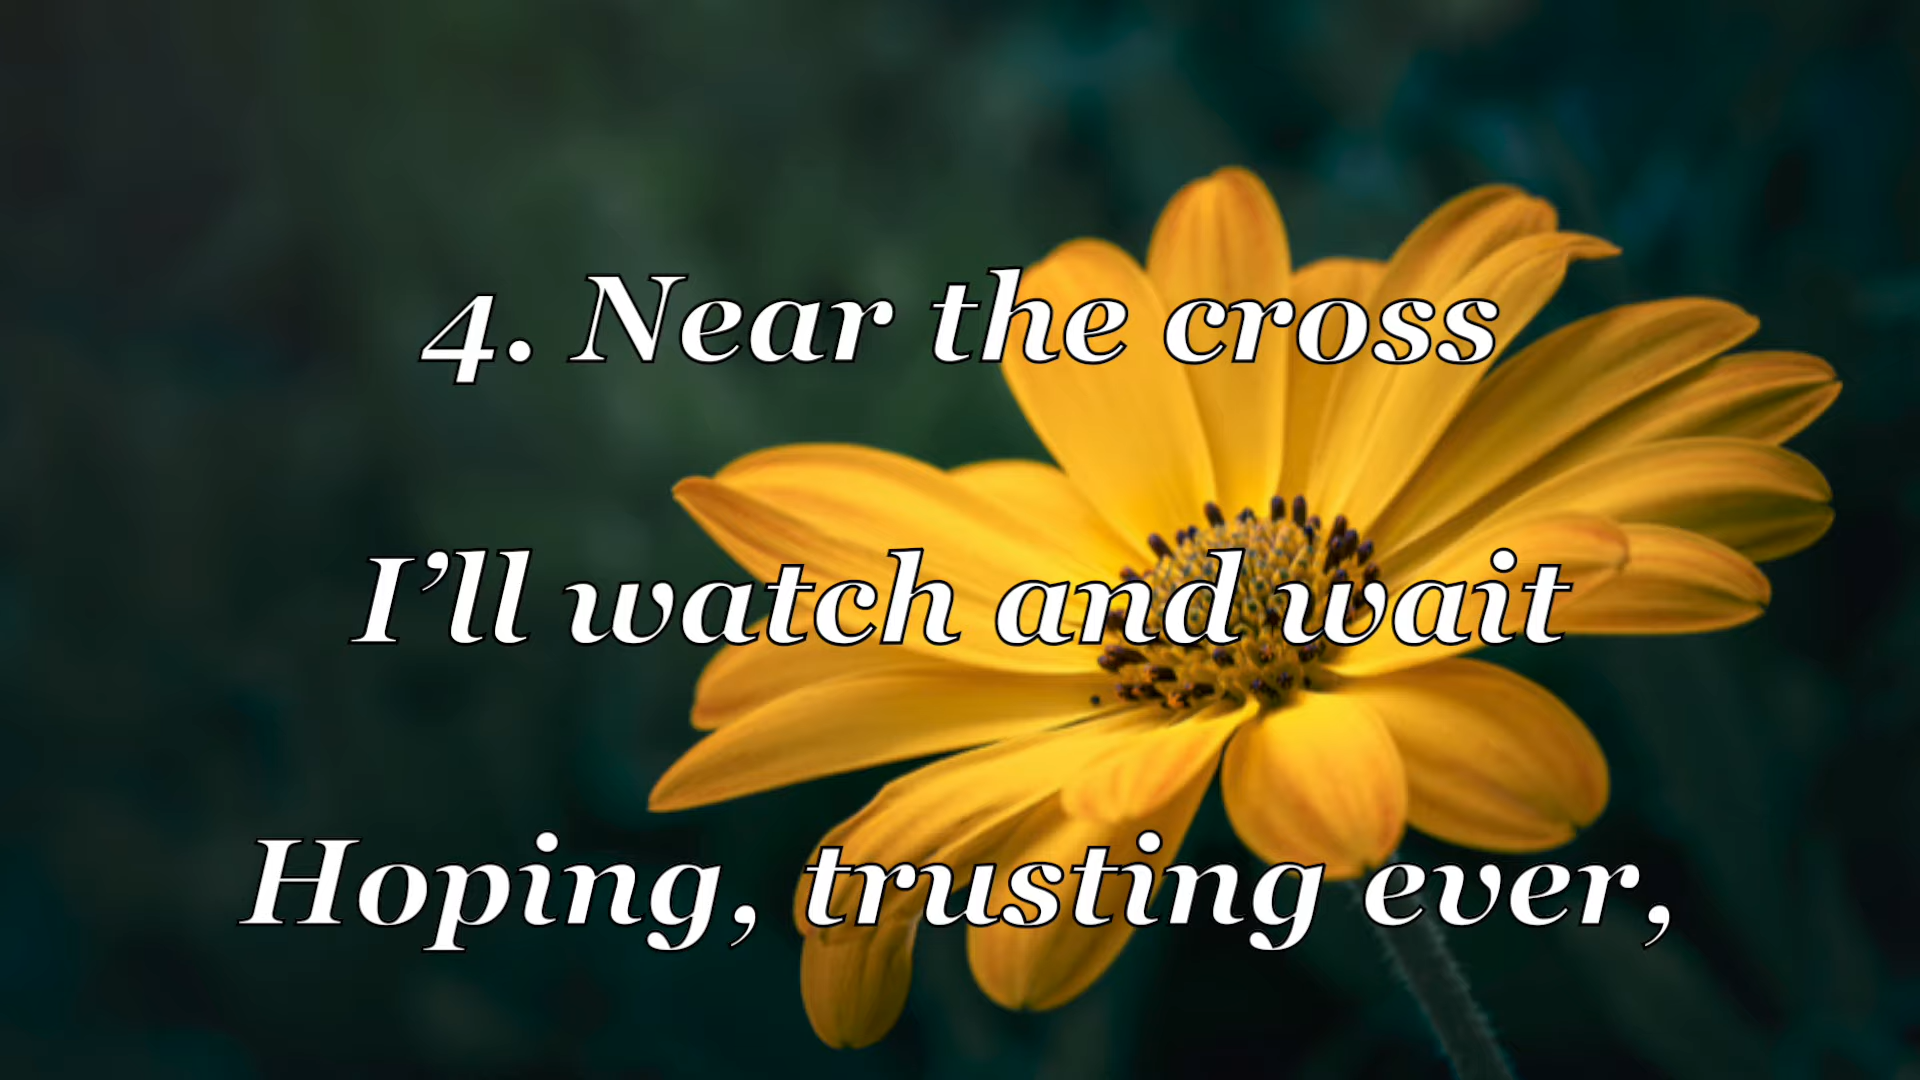 4. Near the cross
I’ll watch and wait
Hoping, trusting ever,